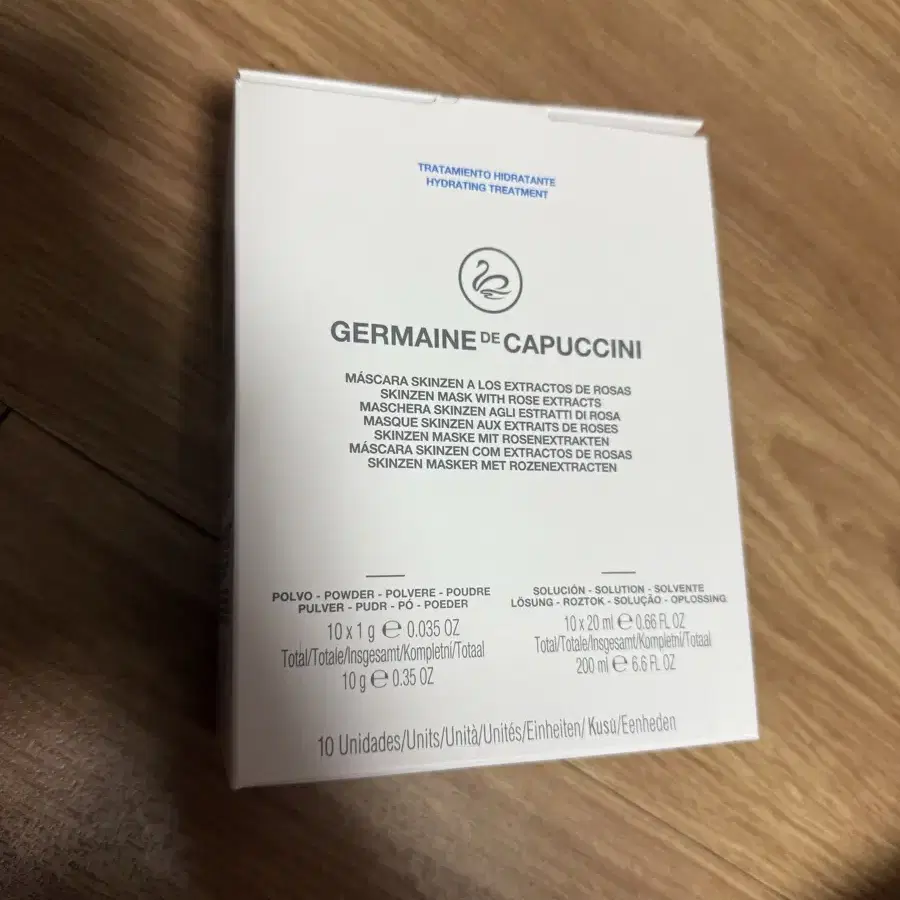 TRATAMIENTO HIDRATANTE
HYDRATING TREATMENT
GERMAINE DE CAPUCCINI
MÁSCARA SKINZEN A LOS EXTRACTOS DE ROSAS
SKINZEN MASK WITH ROSE EXTRACTS
MASCHERA SKINZEN AGLI ESTRATTI DI ROSA
MASQUE SKINZEN AUX EXTRAITS DE ROSES
SKINZEN MASKE MIT ROSENEXTRAKTEN
MÁSCARA SKINZEN COM EXTRACTOS DE ROSAS
SKINZEN MASKER MET ROZENEXTRACTEN
POLVO - POWDER - POLVERE - POUDRE
PULVER - PUDR - PÓ - POEDER
10 x 1 g ℮ 0.035 OZ
Total/Totale/Insgesamt/Kompletní/Totaal
10 g ℮ 0.35 OZ
SOLUCIÓN - SOLUTION - SOLVENTE
LÖSUNG - ROZTOK - SOLUÇÃO - OPLOSSING
10 x 20 ml ℮ 0.66 FL OZ
Total/Totale/Insgesamt/Kompletní/Totaal
200 ml ℮ 6.6 FL OZ
10 Unidades/Units/Unità/Unités/Einheiten/ Kusů/Eenheden